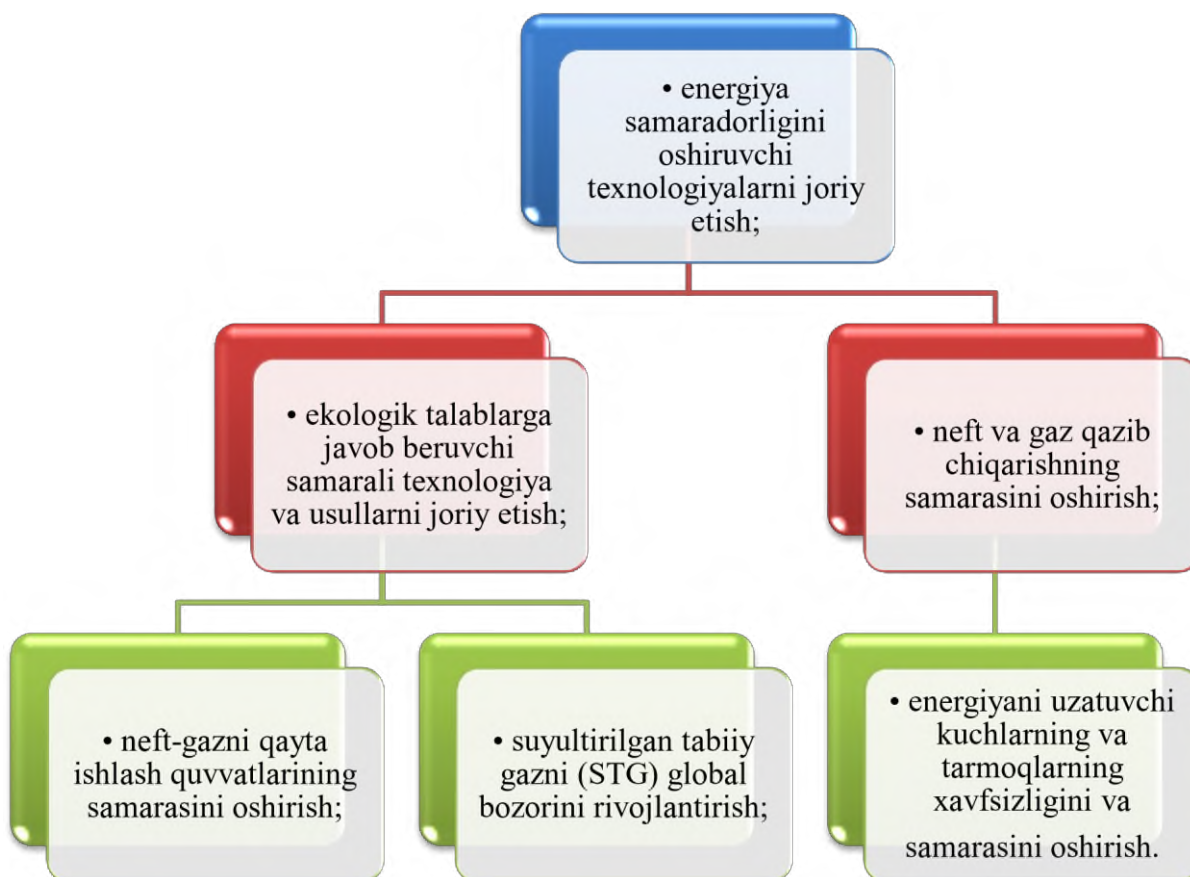 • energiya
samaradorligini
oshiruvchi
texnologiyalarni joriy
etish;
• ekologik talablarga
javob beruvchi
samarali texnologiya
va usullarni joriy etish;
• neft va gaz qazib
chiqarishning
samarasini oshirish;
• neft-gazni qayta
ishlash quvvatlarining
samarasini oshirish;
• suyultirilgan tabiiy
gazni (STG) global
bozorini rivojlantirish;
• energiyani uzatuvchi
kuchlarning va
tarmoqlarning
xavfsizligini va
samarasini oshirish.